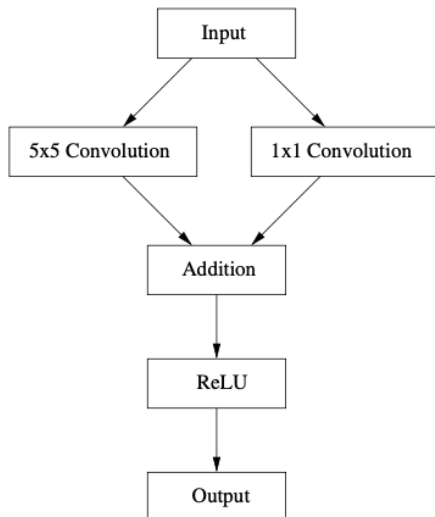 Input
5x5 Convolution
1x1 Convolution
Addition
ReLU
Output